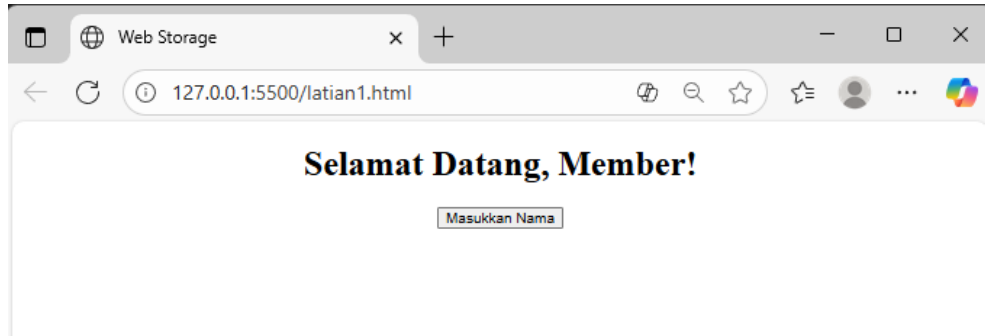 Web Storage
127.0.0.1:5500/latian1.html
Selamat Datang, Member!
Masukkan Nama